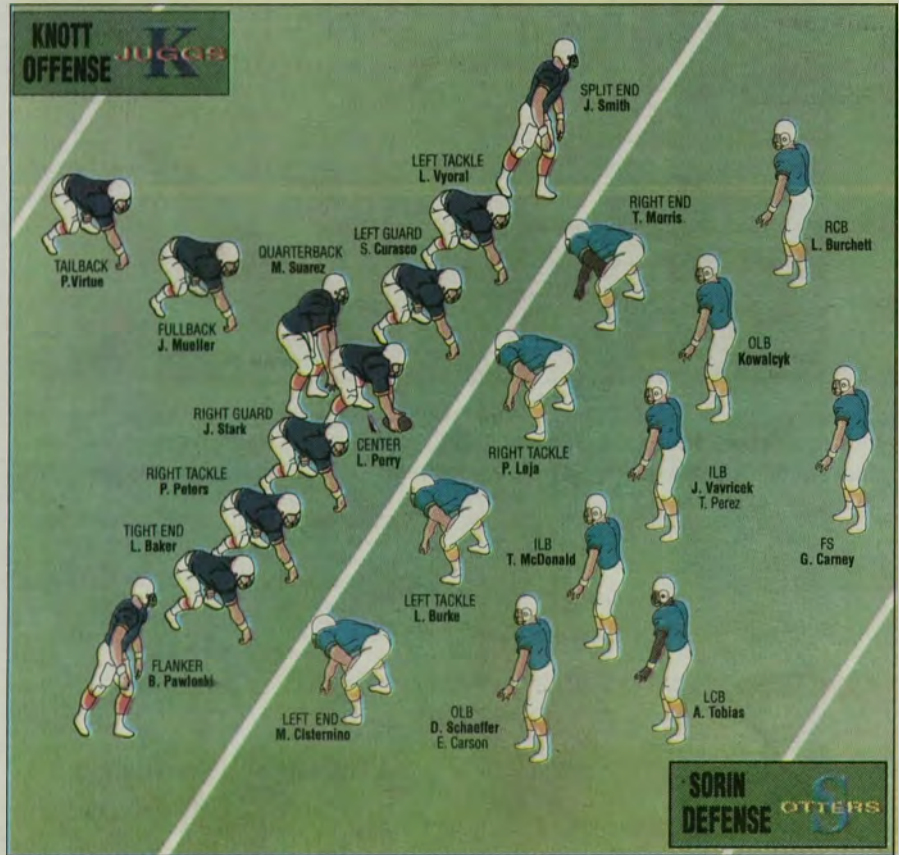 KNOTT
OFFENSE
K
JUGGS
SPLIT END
J. Smith
LEFT TACKLE
L. Vyoral
RIGHT END
T. Morris
RCB
L. Burchett
LEFT GUARD
S. Curasco
QUARTERBACK
M. Suarez
TAILBACK
P.Virtue
FULLBACK
J. Mueller
OLB
Kowalcyk
RIGHT GUARD
J. Stark
CENTER
L. Perry
RIGHT TACKLE
P. Loja
RIGHT TACKLE
P. Peters
ILB
J. Vavricek
T. Perez
FS
G. Carney
TIGHT END
L. Baker
ILB
T. McDonald
LEFT TACKLE
L. Burke
FLANKER
B. Pawloski
LEFT END
M. Cisternino
OLB
D. Schaeffer
E. Carson
LCB
A. Tobias
SORIN
DEFENSE
S
OTTERS